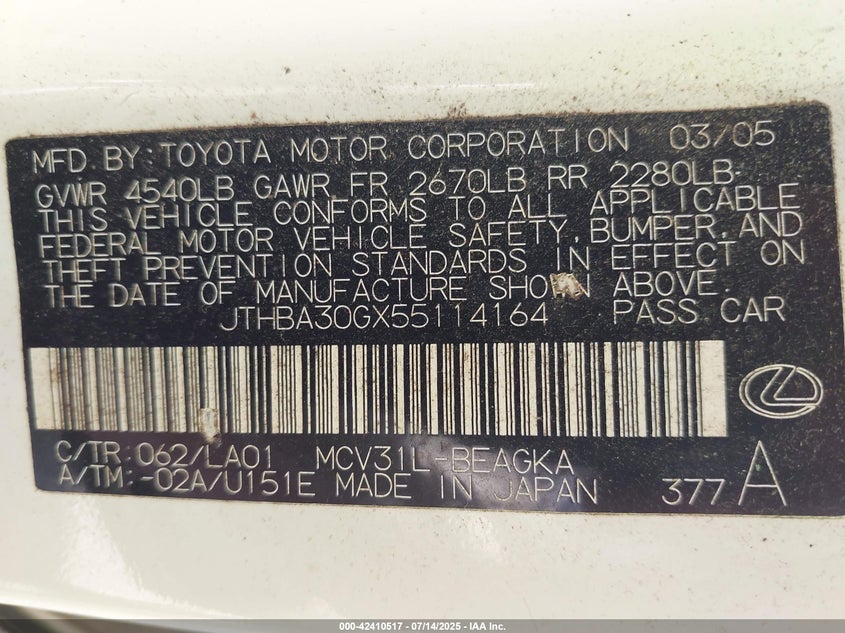 MFD BY:TOYOTA MOTOR CORPORATION 03/05
GVWR 4540LB GAWR FR 2670LB RR 2280LB
THIS VEHICLE CONFORMS TO ALL APPLICABLE
FEDERAL MOTOR VEHICLE SAFETY, BUMPER, AND
THEFT PREVENTION STANDARDS IN EFFECT ON
THE DATE OF MANUFACTURE SHOWN ABOVE.
JTHBA30GX55114164 PASS CAR
C/TR:062/LA01 MCV31L-BEAGKA
A/TM:-02A/U151E MADE IN JAPAN 377 A
000-42410517 - 07/14/2025 - IAA Inc.